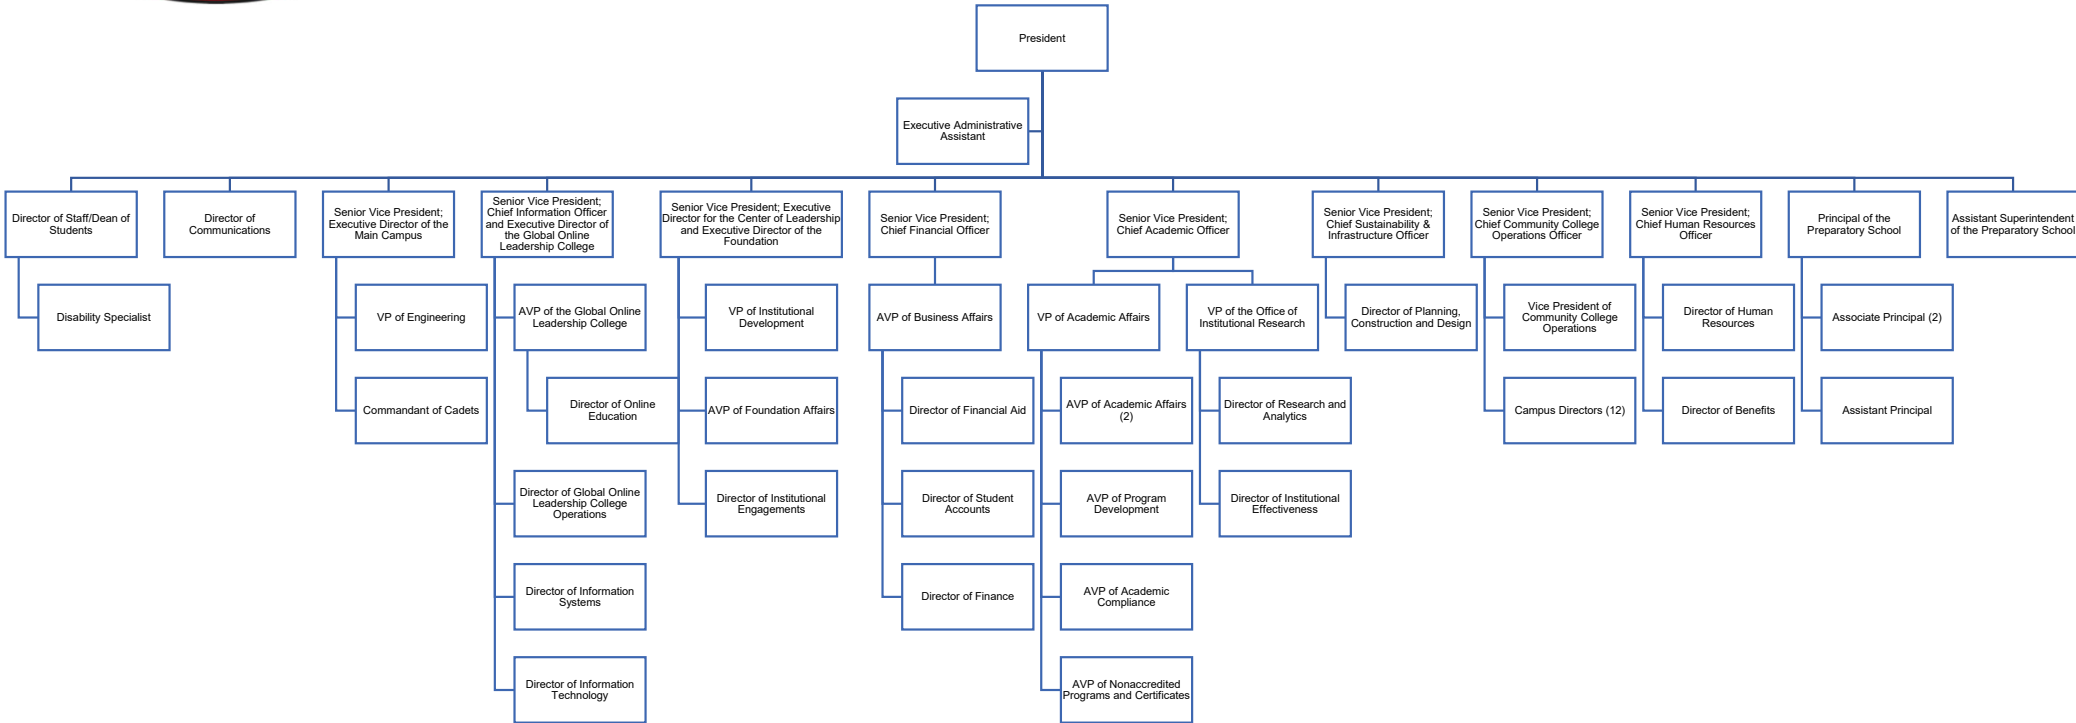 President
Executive Administrative
Assistant
Director of Staff/Dean of
Students
Director of
Communications
Senior Vice President;
Executive Director of the
Main Campus
Senior Vice President;
Chief Information Officer
and Executive Director of
the Global Online
Leadership College
Senior Vice President; Executive
Director for the Center of Leadership
and Executive Director of the
Foundation
Senior Vice President;
Chief Financial Officer
Senior Vice President;
Chief Academic Officer
Senior Vice President;
Chief Sustainability &
Infrastructure Officer
Senior Vice President;
Chief Community College
Operations Officer
Senior Vice President;
Chief Human Resources
Officer
Principal of the
Preparatory School
Assistant Superintendent
of the Preparatory School
Disability Specialist
VP of Engineering
AVP of the Global Online
Leadership College
VP of Institutional
Development
AVP of Business Affairs
VP of Academic Affairs
VP of the Office of
Institutional Research
Director of Planning,
Construction and Design
Vice President of
Community College
Operations
Director of Human
Resources
Associate Principal (2)
Commandant of Cadets
Director of Online
Education
AVP of Foundation Affairs
Director of Financial Aid
AVP of Academic Affairs
(2)
Director of Research and
Analytics
Campus Directors (12)
Director of Benefits
Assistant Principal
Director of Global Online
Leadership College
Operations
Director of Institutional
Engagements
Director of Student
Accounts
AVP of Program
Development
Director of Institutional
Effectiveness
Director of Information
Systems
Director of Finance
AVP of Academic
Compliance
Director of Information
Technology
AVP of Nonaccredited
Programs and Certificates